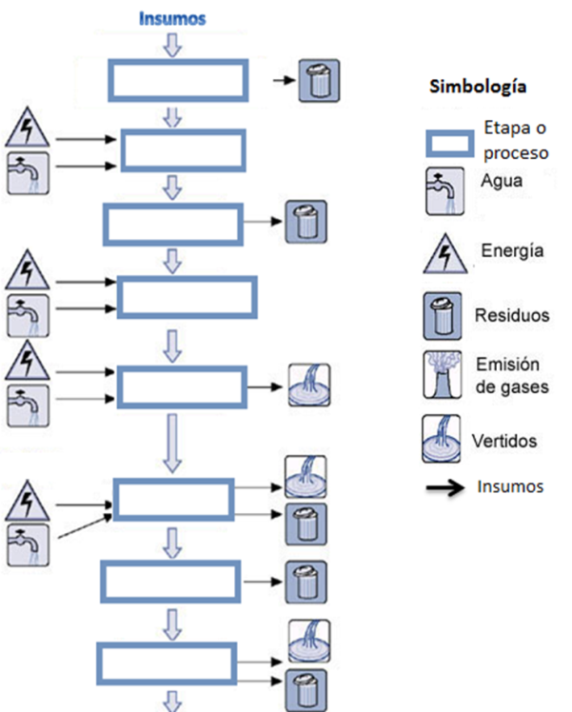 Insumos
Simbología
Etapa o
proceso
Agua
Energía
Residuos
Emisión
de gases
Vertidos
Insumos